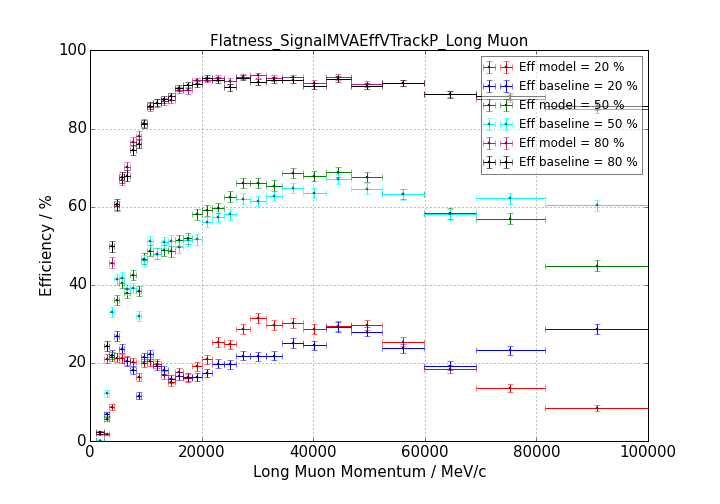 Flatness_SignalMVAEffVTrackP_Long Muon
Efficiency / %
100
80
60
40
20
0
Eff model = 20 %
Eff baseline = 20 %
Eff model = 50 %
Eff baseline = 50 %
Eff model = 80 %
Eff baseline = 80 %
0 20000 40000 60000 80000 100000
Long Muon Momentum / MeV/c